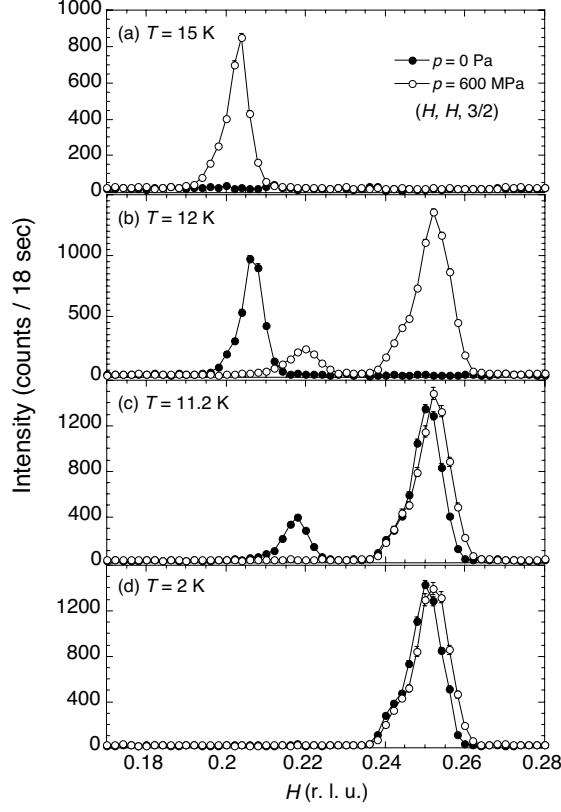 1000
(a) T = 15 K
800
p = 0 Pa
600
p = 600 MPa
(H, H, 3/2)
400
200
0
(b) T = 12 K
1000
500
0
(c) T = 11.2 K
1200
800
400
0
(d) T = 2 K
1200
800
400
0
0.18 0.2 0.22 0.24 0.26 0.28
H (r. l. u.)
Intensity (counts / 18 sec)